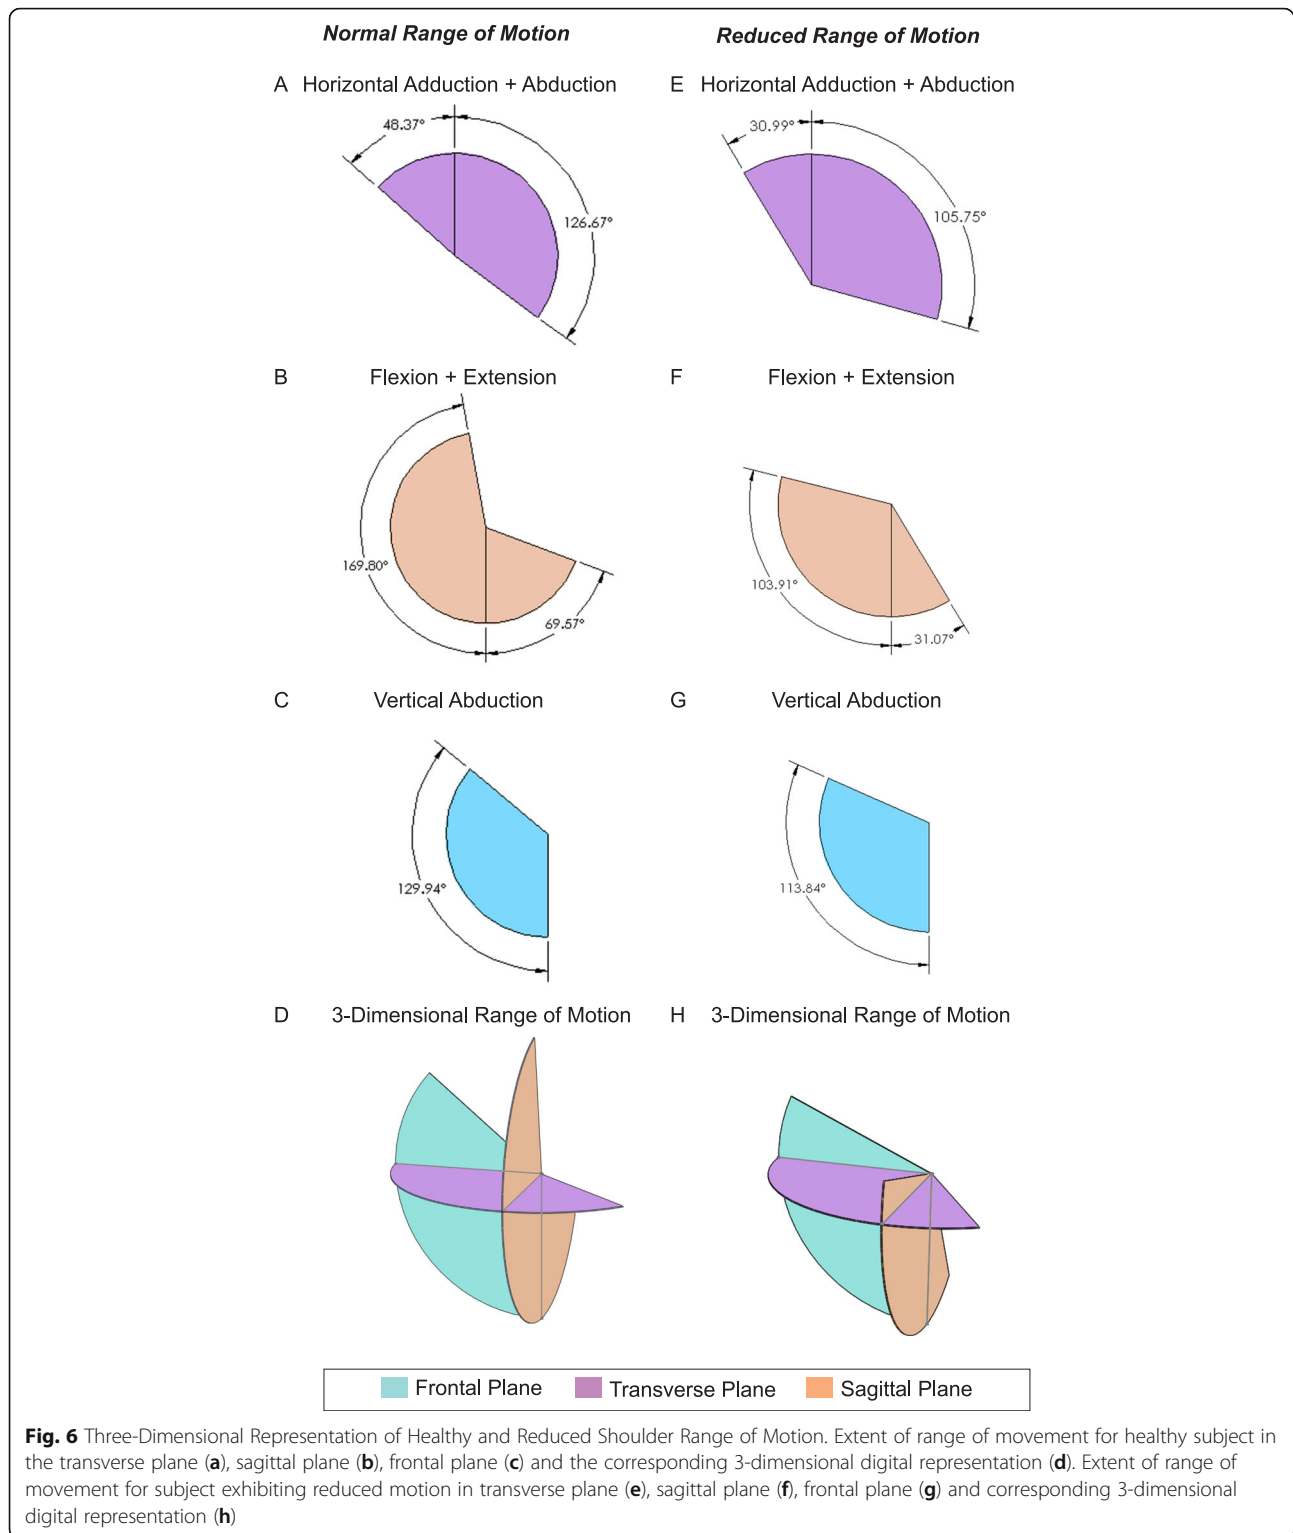 Normal Range of Motion
Reduced Range of Motion
A Horizontal Adduction + Abduction
E Horizontal Adduction + Abduction
48.37°
126.67°
30.99°
105.75°
B Flexion + Extension
F Flexion + Extension
169.80°
69.57°
103.91°
31.07°
C Vertical Abduction
G Vertical Abduction
129.94°
113.84°
D 3-Dimensional Range of Motion
H 3-Dimensional Range of Motion
Frontal Plane
Transverse Plane
Sagittal Plane
Fig. 6 Three-Dimensional Representation of Healthy and Reduced Shoulder Range of Motion. Extent of range of movement for healthy subject in
the transverse plane (a), sagittal plane (b), frontal plane (c) and the corresponding 3-dimensional digital representation (d). Extent of range of
movement for subject exhibiting reduced motion in transverse plane (e), sagittal plane (f), frontal plane (g) and corresponding 3-dimensional
digital representation (h)